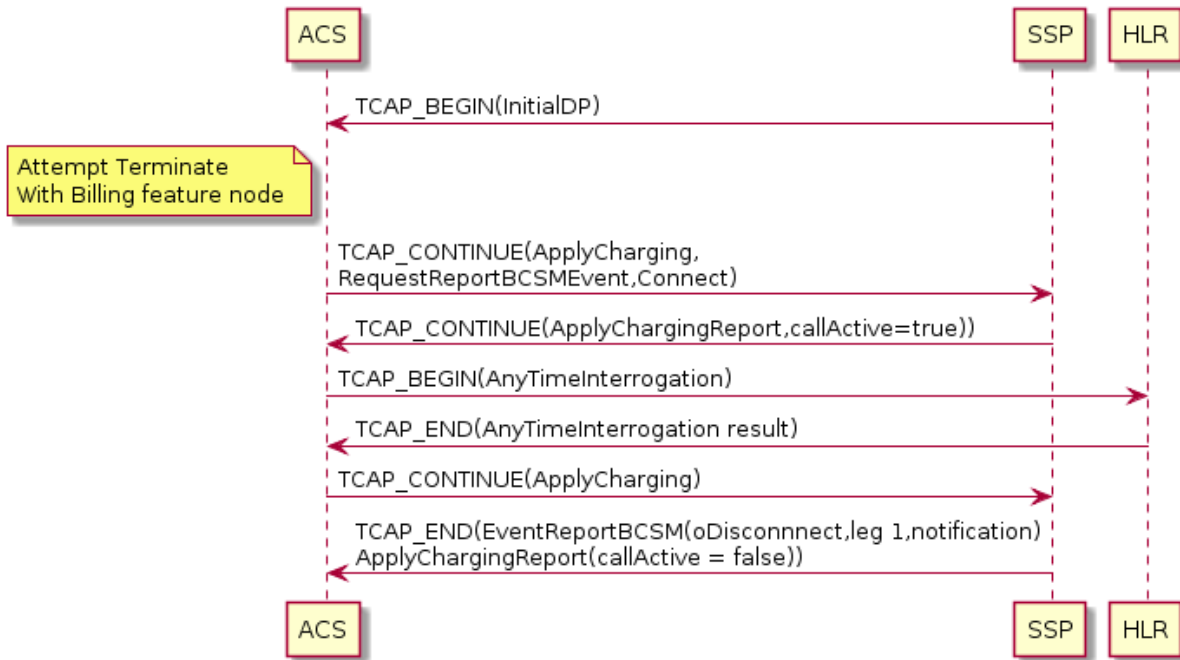 ACS SSP HLR
TCAP_BEGIN(InitialDP)
Attempt Terminate
With Billing feature node
TCAP_CONTINUE(ApplyCharging,
RequestReportBCSMEvent,Connect)
TCAP_CONTINUE(ApplyChargingReport,callActive=true))
TCAP_BEGIN(AnyTimeInterrogation)
TCAP_END(AnyTimeInterrogation result)
TCAP_CONTINUE(ApplyCharging)
TCAP_END(EventReportBCSM(oDisconnnect,leg 1,notification)
ApplyChargingReport(callActive = false))
ACS SSP HLR